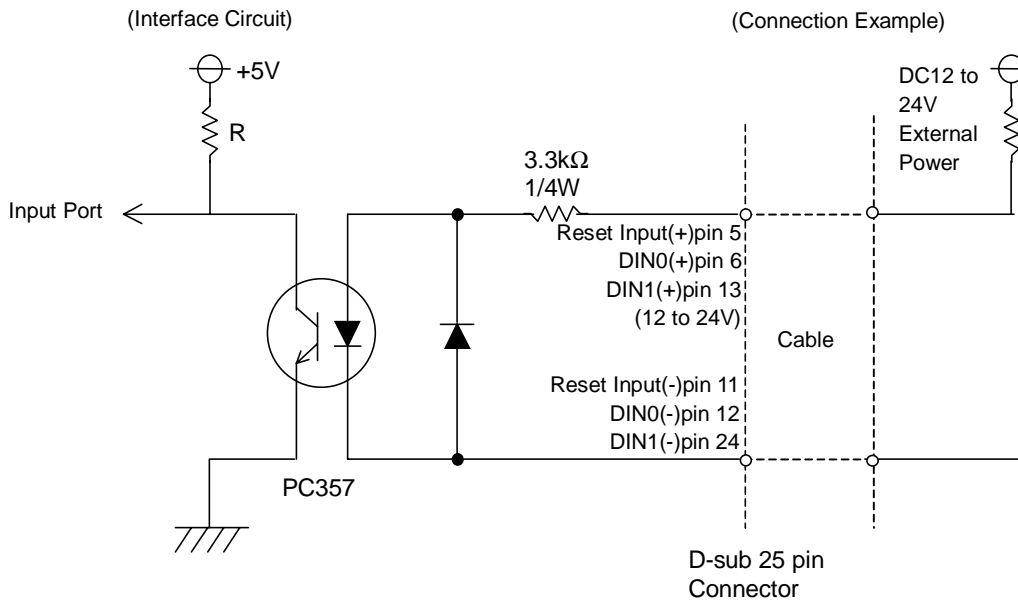 (Interface Circuit)
(Connection Example)
+5V
R
DC12 to
24V
External
Power
3.3kΩ
1/4W
Input Port
Reset Input(+)pin 5
DIN0(+)pin 6
DIN1(+)pin 13
(12 to 24V)
Cable
Reset Input(-)pin 11
DIN0(-)pin 12
DIN1(-)pin 24
PC357
D-sub 25 pin
Connector